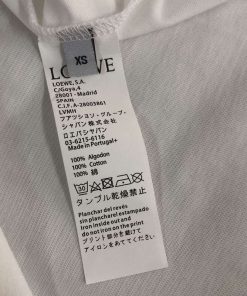 XS
LOEWE
LOEWE, S.A.
C/Goya,4
28001 - Madrid
SPAIN
C.I.F.A-28003861
LVMH
ファッション・グループ・
ジャパン株式会社
ロエベジャパン
03-6215-6116
Made in Portugal+
100% Algodon
100% Cotton
100% 綿
30
タンブル乾燥禁止
Planchar del revés
sin planchar el estampado
Iron inside out and
do not iron on the print
プリント部分を避けて
アイロンをあててください